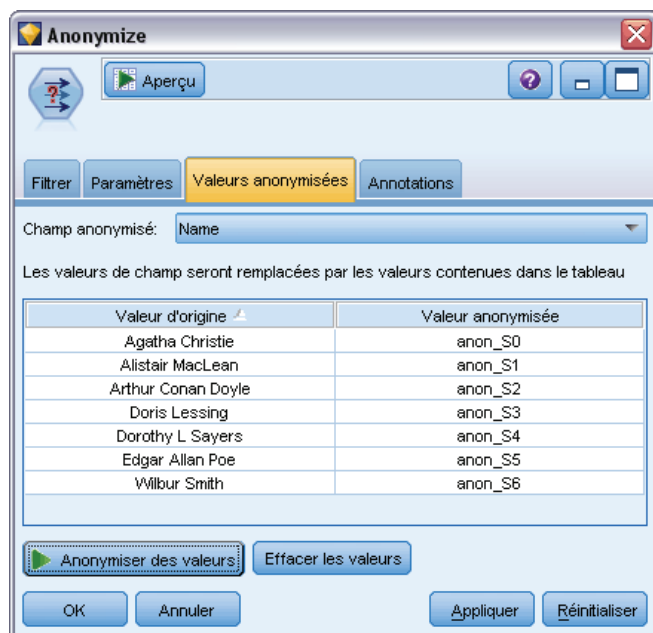 Anonymize
Aperçu
Filtrer Paramètres Valeurs anonymisées Annotations
Champ anonymisé: Name
Les valeurs de champ seront remplacées par les valeurs contenues dans le tableau
Valeur d'origine Valeur anonymisée
Agatha Christie anon_S0
Alistair MacLean anon_S1
Arthur Conan Doyle anon_S2
Doris Lessing anon_S3
Dorothy L Sayers anon_S4
Edgar Allan Poe anon_S5
Wilbur Smith anon_S6
Anonymiser des valeurs Effacer les valeurs
OK Annuler Appliquer Réinitialiser